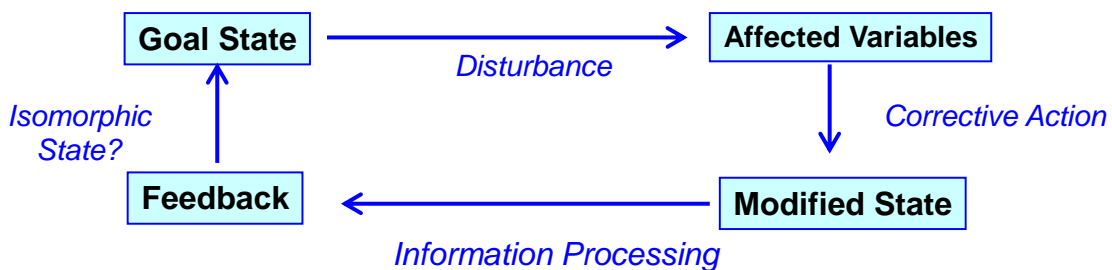 Goal State
Affected Variables
Disturbance
Isomorphic
State?
Corrective Action
Feedback
Modified State
Information Processing